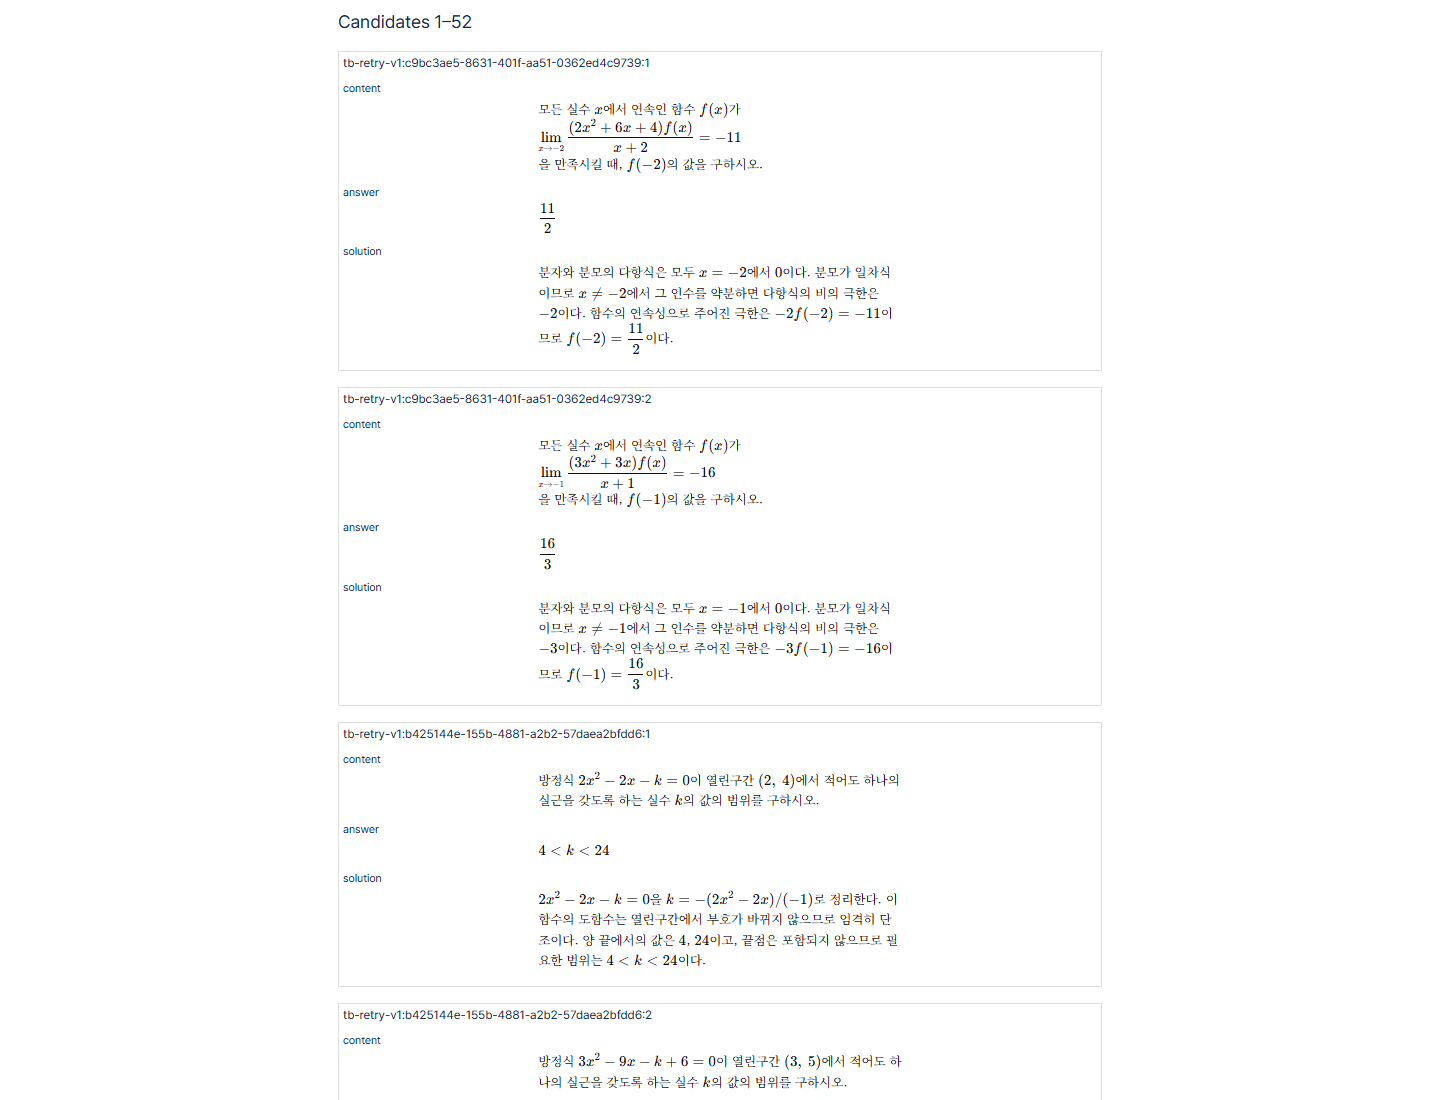 Candidates 1–52
tb-retry-v1:c9bc3ae5-8631-401f-aa51-0362ed4c9739:1
content
모든 실수 x에서 연속인 함수 f(x)가
lim_{x→−2} (2x² + 6x + 4)f(x) / (x + 2) = −11
을 만족시킬 때, f(−2)의 값을 구하시오.
answer
11/2
solution
분자와 분모의 다항식은 모두 x = −2에서 0이다. 분모가 일차식
이므로 x ≠ −2에서 그 인수를 약분하면 다항식의 비의 극한은
−2이다. 함수의 연속성으로 주어진 극한은 −2f(−2) = −11이
므로 f(−2) = 11/2이다.
tb-retry-v1:c9bc3ae5-8631-401f-aa51-0362ed4c9739:2
content
모든 실수 x에서 연속인 함수 f(x)가
lim_{x→−1} (3x² + 3x)f(x) / (x + 1) = −16
을 만족시킬 때, f(−1)의 값을 구하시오.
answer
16/3
solution
분자와 분모의 다항식은 모두 x = −1에서 0이다. 분모가 일차식
이므로 x ≠ −1에서 그 인수를 약분하면 다항식의 비의 극한은
−3이다. 함수의 연속성으로 주어진 극한은 −3f(−1) = −16이
므로 f(−1) = 16/3이다.
tb-retry-v1:b425144e-155b-4881-a2b2-57daea2bfdd6:1
content
방정식 2x² − 2x − k = 0이 열린구간 (2, 4)에서 적어도 하나의
실근을 갖도록 하는 실수 k의 값의 범위를 구하시오.
answer
4 < k < 24
solution
2x² − 2x − k = 0을 k = −(2x² − 2x)/(−1)로 정리한다. 이
함수의 도함수는 열린구간에서 부호가 바뀌지 않으므로 엄격히 단
조이다. 양 끝에서의 값은 4, 24이고, 끝점은 포함되지 않으므로 필
요한 범위는 4 < k < 24이다.
tb-retry-v1:b425144e-155b-4881-a2b2-57daea2bfdd6:2
content
방정식 3x² − 9x − k + 6 = 0이 열린구간 (3, 5)에서 적어도 하
나의 실근을 갖도록 하는 실수 k의 값의 범위를 구하시오.